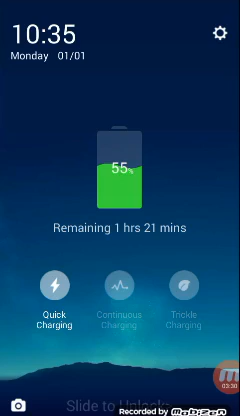 10:35
Monday 01/01
55%
Remaining 1 hrs 21 mins
Quick Continuous Trickle
Charging Charging Charging
03:30
Slide to Unlock
Recorded by Mobizen